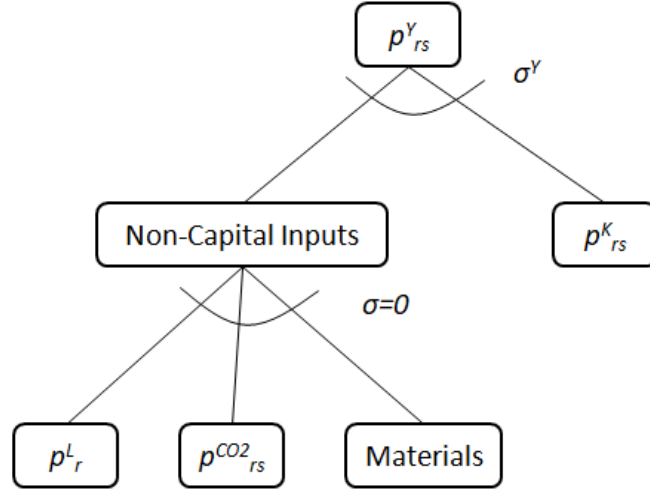 p^Y_rs
σ^Y
Non-Capital Inputs
p^K_rs
σ=0
p^L_r
p^CO2_rs
Materials